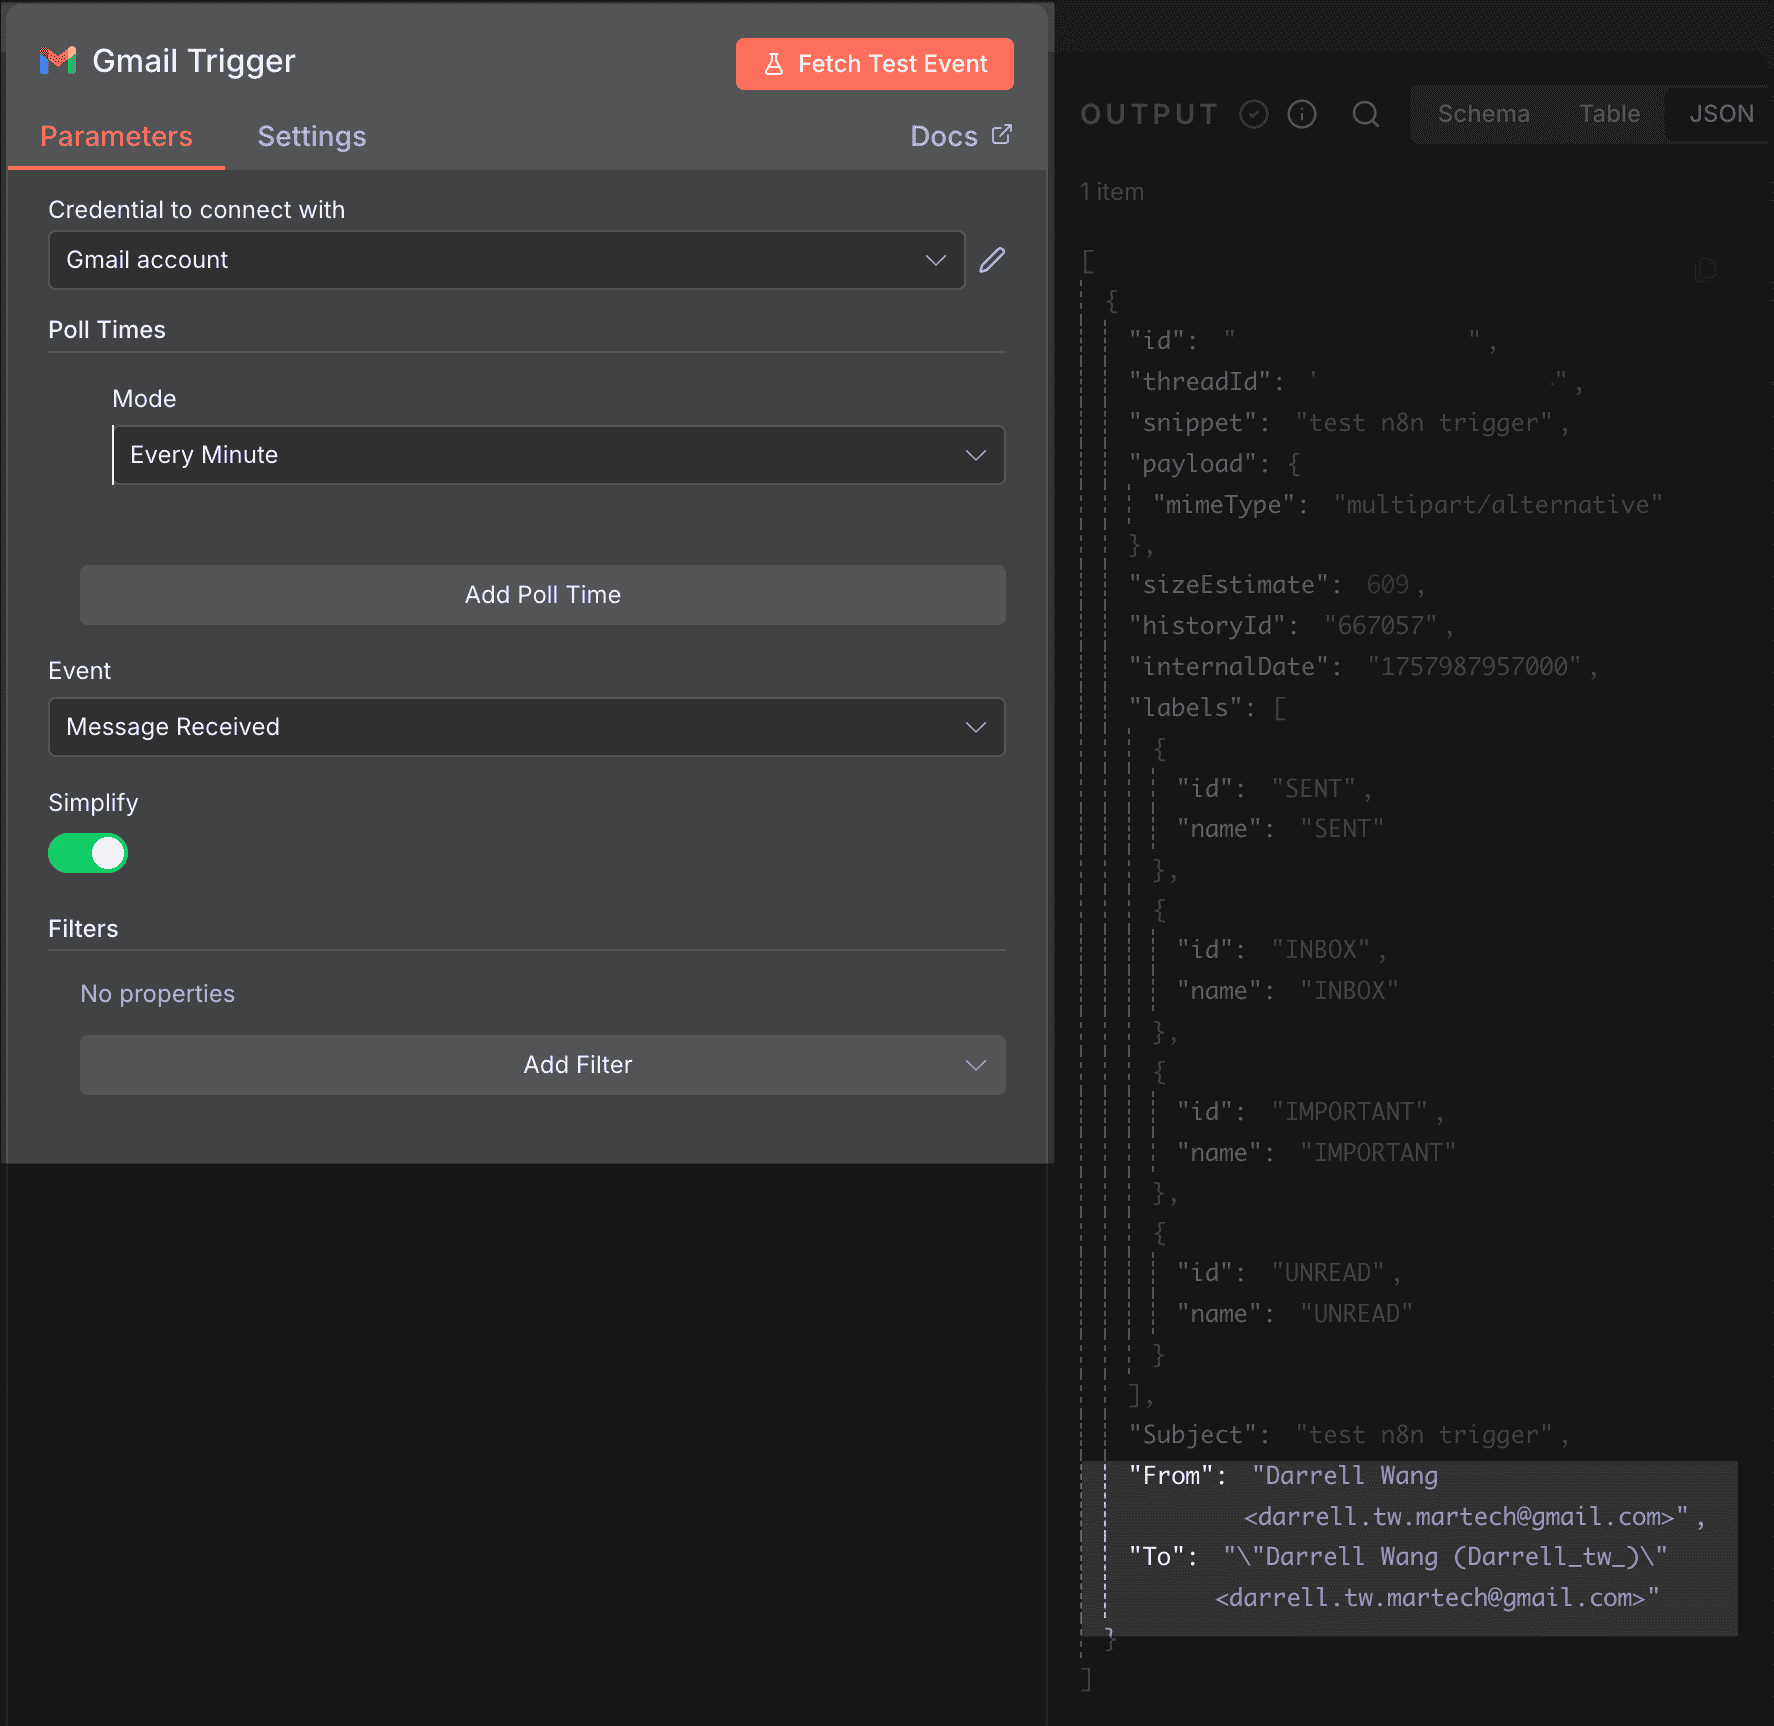 Gmail Trigger
Fetch Test Event
Parameters
Settings
Docs
Credential to connect with
Gmail account
Poll Times
Mode
Every Minute
Add Poll Time
Event
Message Received
Simplify
Filters
No properties
Add Filter
OUTPUT
Schema
Table
JSON
1 item
[
{
"id": "            ",
"threadId": '            ",
"snippet": "test n8n trigger",
"payload": {
"mimeType": "multipart/alternative"
},
"sizeEstimate": 609,
"historyId": "667057",
"internalDate": "1757987957000",
"labels": [
{
"id": "SENT",
"name": "SENT"
},
{
"id": "INBOX",
"name": "INBOX"
},
{
"id": "IMPORTANT",
"name": "IMPORTANT"
},
{
"id": "UNREAD",
"name": "UNREAD"
}
],
"Subject": "test n8n trigger",
"From": "Darrell Wang
<darrell.tw.martech@gmail.com>",
"To": "\"Darrell Wang (Darrell_tw_)\"
<darrell.tw.martech@gmail.com>"
}
]